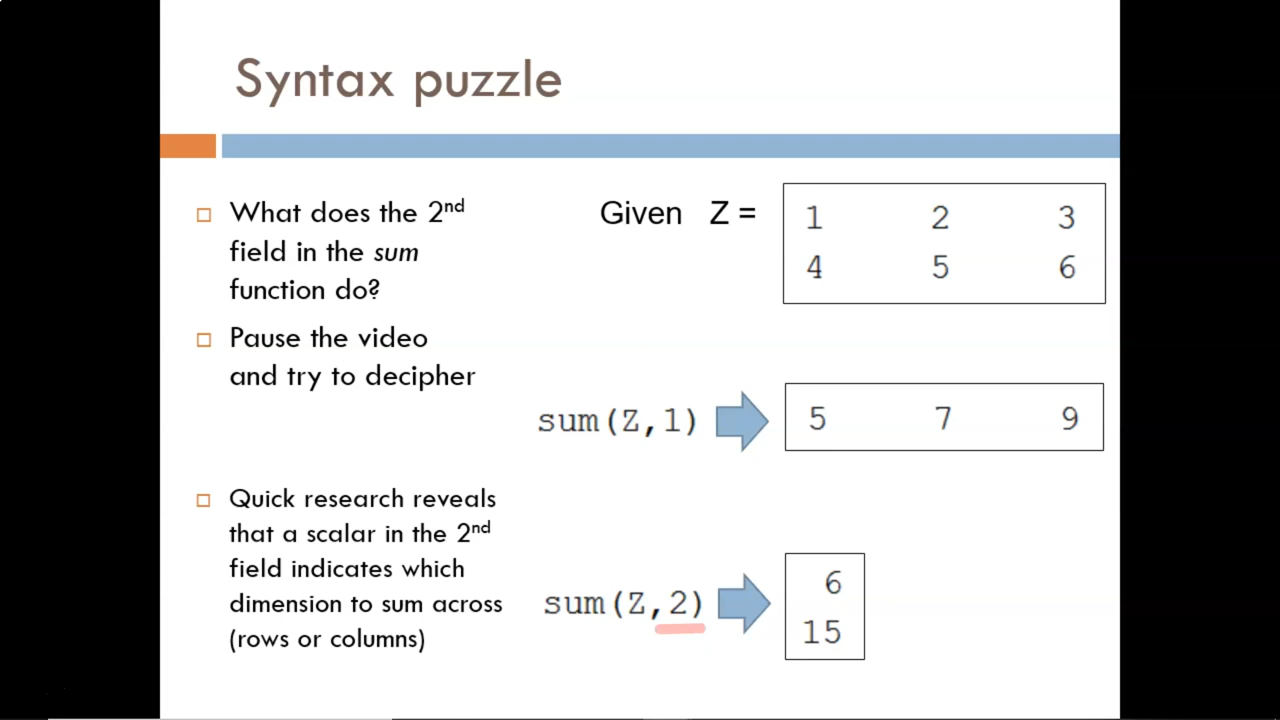 Syntax puzzle
What does the 2nd
field in the sum
function do?
Given Z =
1 2 3
4 5 6
Pause the video
and try to decipher
sum(Z,1)
5 7 9
Quick research reveals
that a scalar in the 2nd
field indicates which
dimension to sum across
(rows or columns)
sum(Z,2)
6
15